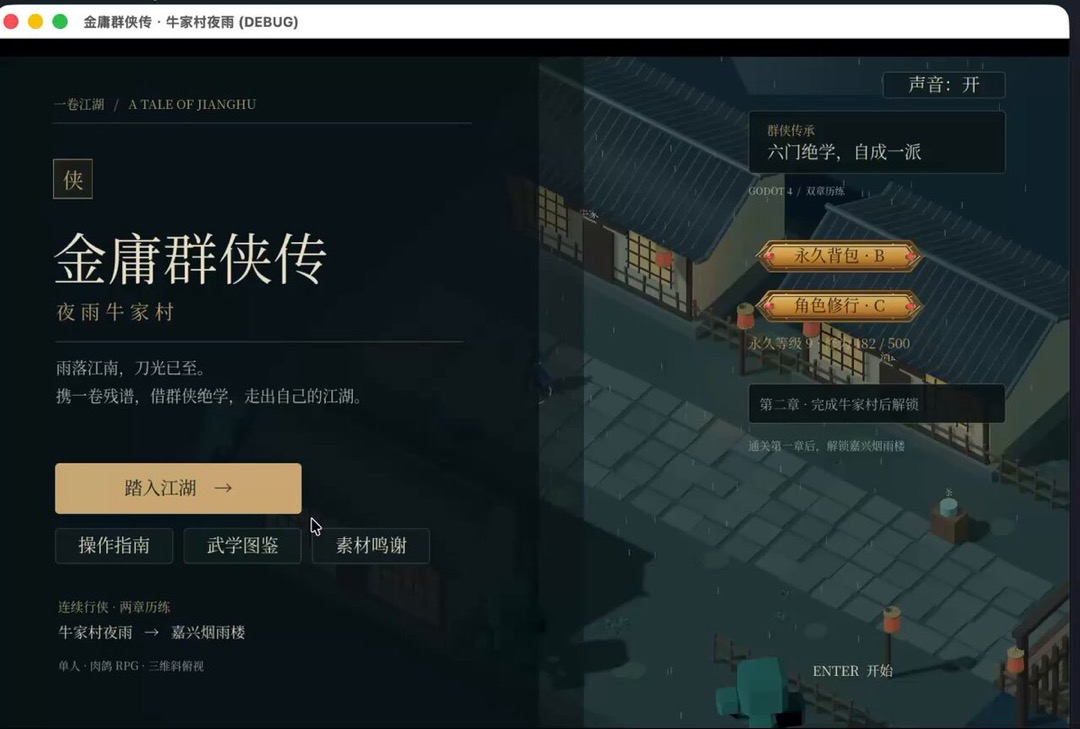 金庸群侠传 · 牛家村夜雨 (DEBUG)
一卷江湖 / A TALE OF JIANGHU
侠
金庸群侠传
夜雨牛家村
雨落江南，刀光已至。
携一卷残谱，借群侠绝学，走出自己的江湖。
踏入江湖 →
操作指南
武学图鉴
素材鸣谢
连续行侠 · 两章历练
牛家村夜雨 → 嘉兴烟雨楼
单人 · 肉鸽 RPG · 三维斜俯视
声音：开
群侠传承
六门绝学，自成一派
GODOT 4 / 双章历练
永久背包 · B
角色修行 · C
永久等级 9 182 / 500
第二章 · 完成牛家村后解锁
通关第一章后，解锁嘉兴烟雨楼
茶
ENTER 开始